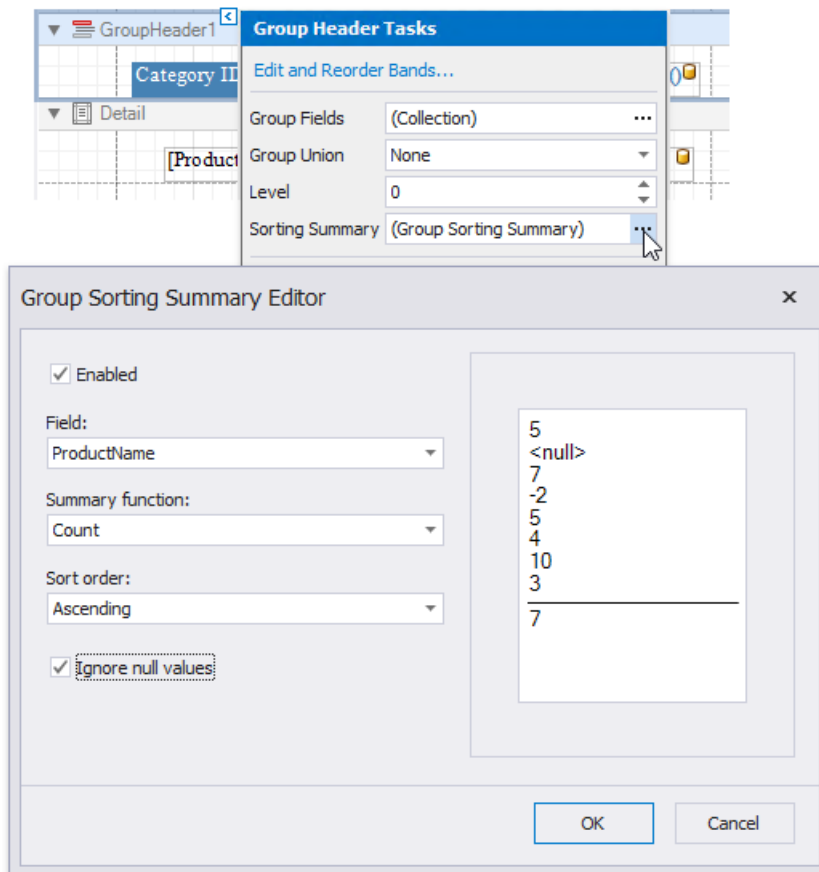 GroupHeader1
Group Header Tasks
Category ID
Edit and Reorder Bands...
()
Detail
Group Fields (Collection) ...
[Product
Group Union None
Level 0
Sorting Summary (Group Sorting Summary) ...
Group Sorting Summary Editor
Enabled
Field:
ProductName
Summary function:
Count
Sort order:
Ascending
Ignore null values
5
<null>
7
-2
5
4
10
3
7
OK Cancel